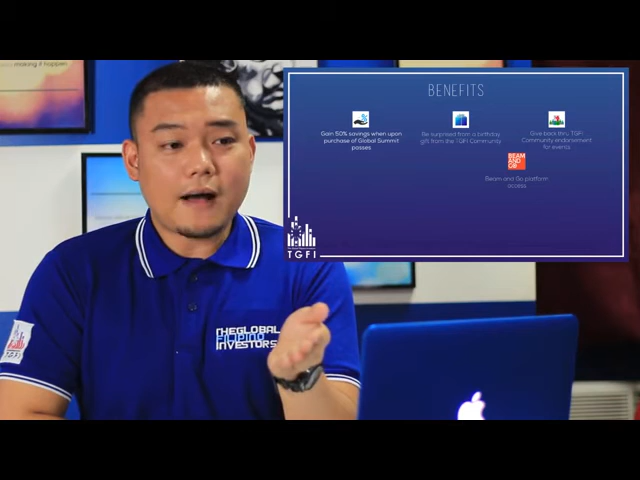 making it happen
BENEFITS
Gain 50% savings when upon
purchase of Global Summit
passes
Be surprised from a birthday
gift from the TGFI Community
Give back thru TGFI
Community endorsement
for events
BEAM
AND
GO
Beam and Go platform
access
TGFI
THEGLOBAL
FILIPINO
INVESTORS
TGFI